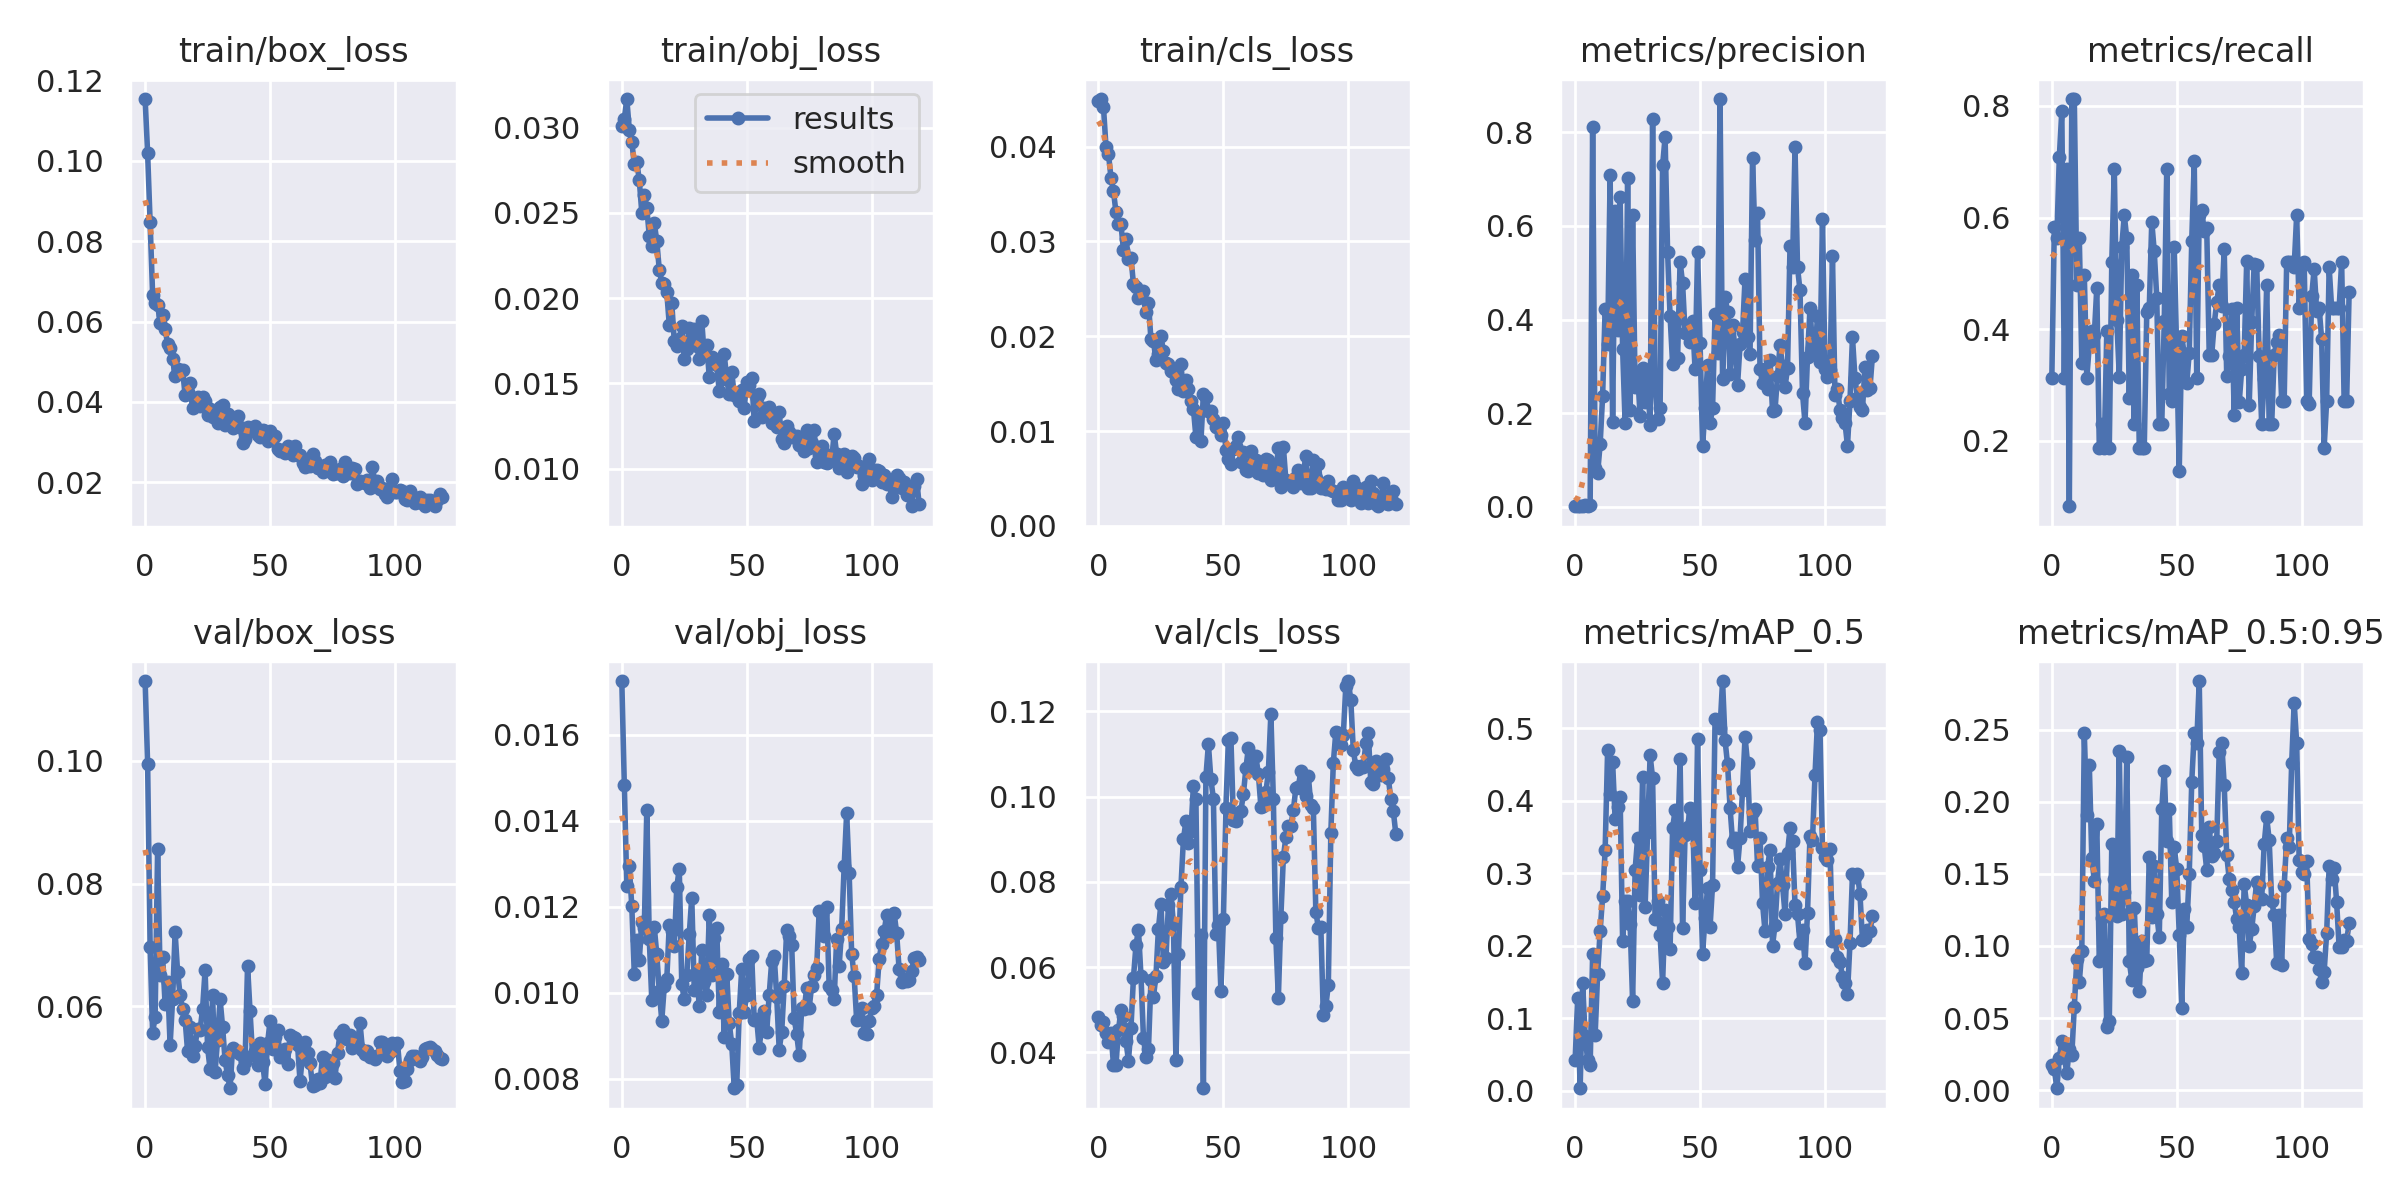 train/box_loss
0.12
0.10
0.08
0.06
0.04
0.02
0 50 100
train/obj_loss
results
smooth
0.030
0.025
0.020
0.015
0.010
0 50 100
train/cls_loss
0.04
0.03
0.02
0.01
0.00
0 50 100
metrics/precision
0.8
0.6
0.4
0.2
0.0
0 50 100
metrics/recall
0.8
0.6
0.4
0.2
0 50 100
val/box_loss
0.10
0.08
0.06
0 50 100
val/obj_loss
0.016
0.014
0.012
0.010
0.008
0 50 100
val/cls_loss
0.12
0.10
0.08
0.06
0.04
0 50 100
metrics/mAP_0.5
0.5
0.4
0.3
0.2
0.1
0.0
0 50 100
metrics/mAP_0.5:0.95
0.25
0.20
0.15
0.10
0.05
0.00
0 50 100